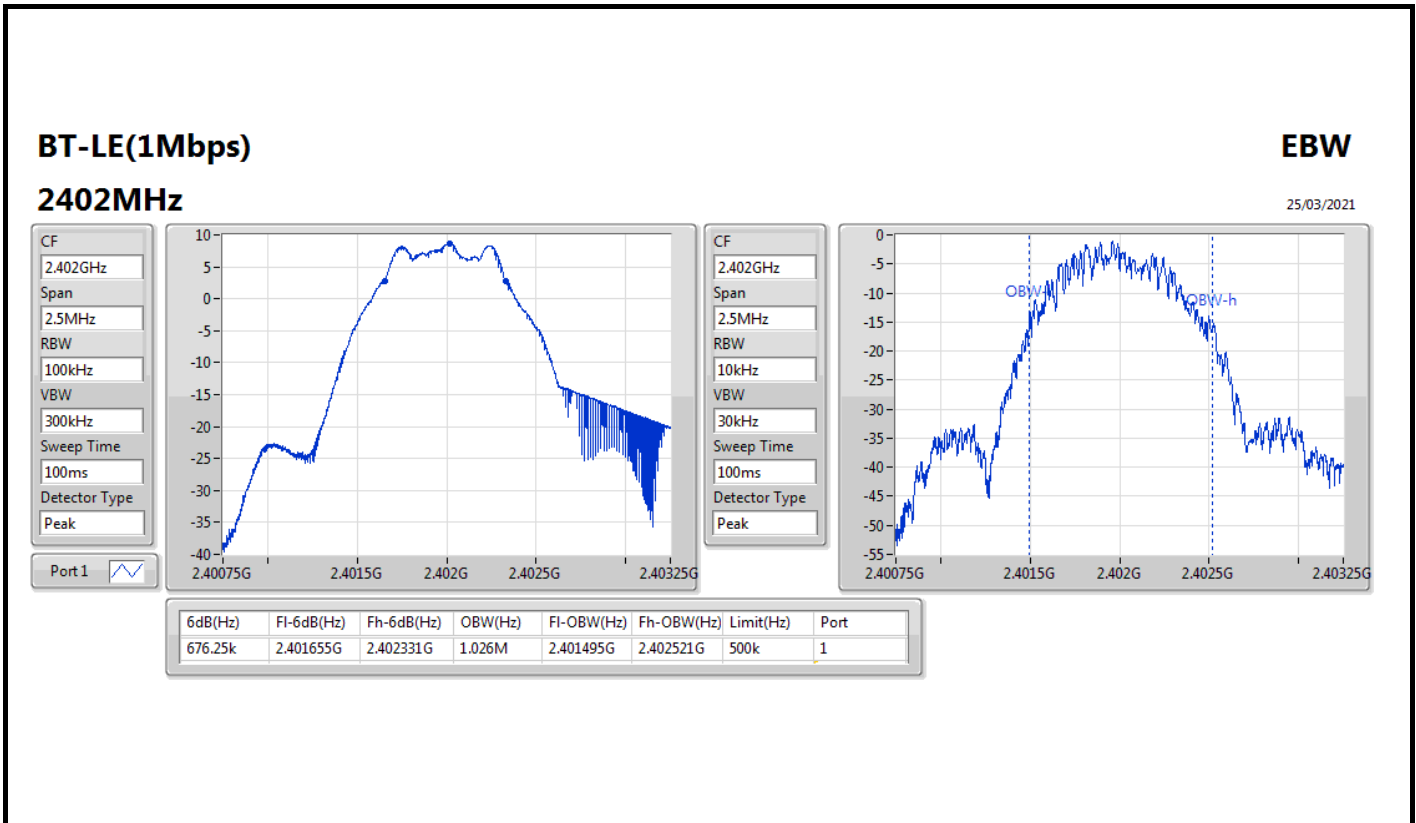 BT-LE(1Mbps)
EBW
2402MHz
25/03/2021
CF
2.402GHz
Span
2.5MHz
RBW
100kHz
VBW
300kHz
Sweep Time
100ms
Detector Type
Peak
Port 1
10
5
0
-5
-10
-15
-20
-25
-30
-35
-40
2.40075G 2.4015G 2.402G 2.4025G 2.40325G
CF
2.402GHz
Span
2.5MHz
RBW
10kHz
VBW
30kHz
Sweep Time
100ms
Detector Type
Peak
0
-5
-10
-15
-20
-25
-30
-35
-40
-45
-50
-55
OBW-
OBW-h
2.40075G 2.4015G 2.402G 2.4025G 2.40325G
6dB(Hz) Fl-6dB(Hz) Fh-6dB(Hz) OBW(Hz) Fl-OBW(Hz) Fh-OBW(Hz) Limit(Hz) Port
676.25k 2.401655G 2.402331G 1.026M 2.401495G 2.402521G 500k 1